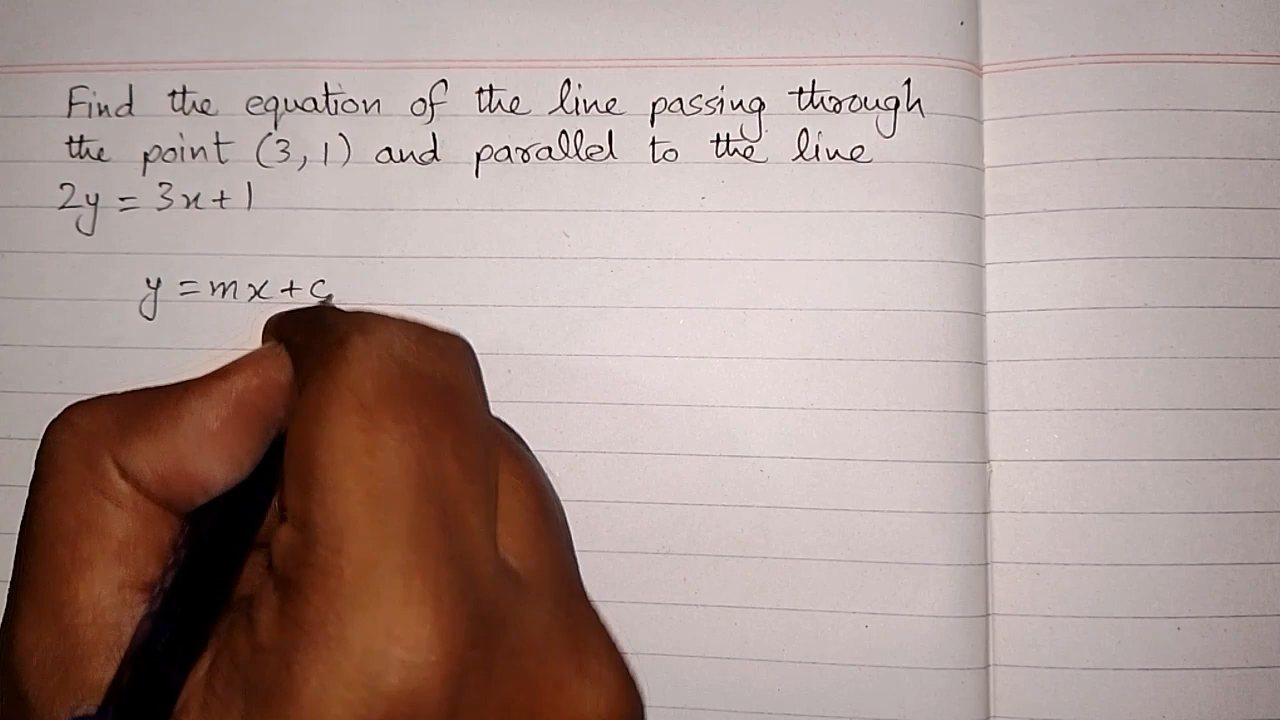 Find the equation of the line passing through
the point (3, 1) and parallel to the line
2y = 3x + 1
y = mx + c